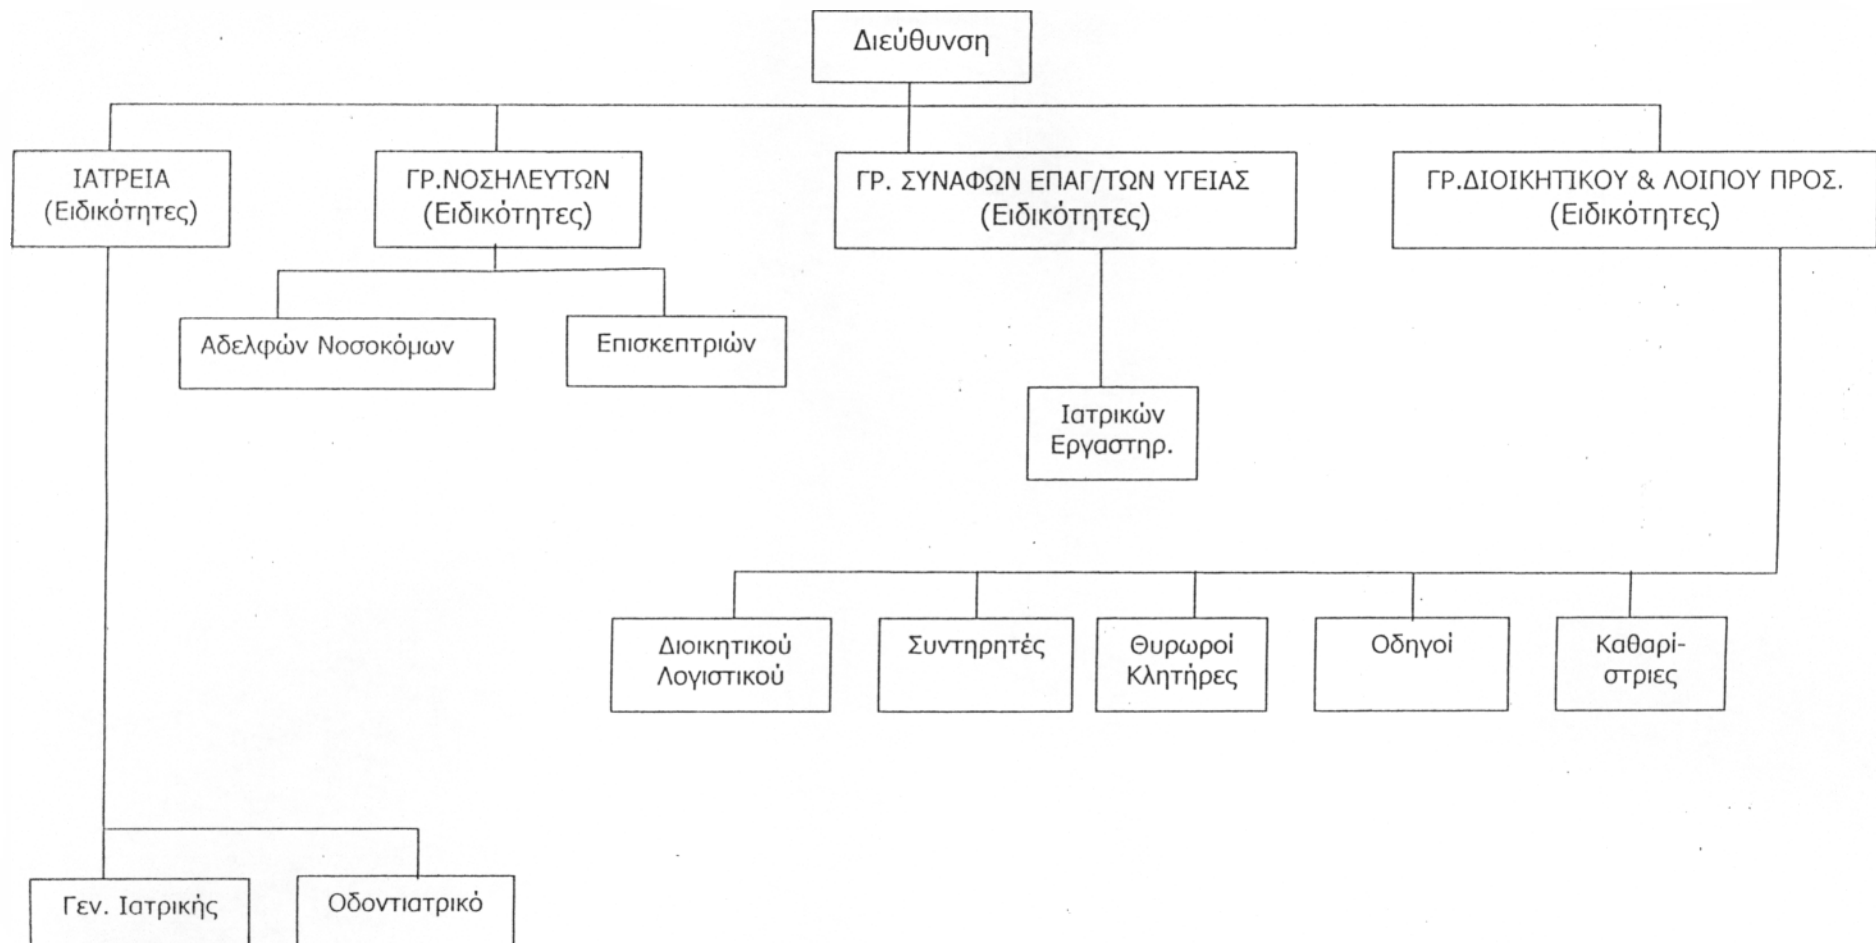 Διεύθυνση
ΙΑΤΡΕΙΑ
(Ειδικότητες)
ΓΡ.ΝΟΣΗΛΕΥΤΩΝ
(Ειδικότητες)
ΓΡ. ΣΥΝΑΦΩΝ ΕΠΑΓ/ΤΩΝ ΥΓΕΙΑΣ
(Ειδικότητες)
ΓΡ.ΔΙΟΙΚΗΤΙΚΟΥ & ΛΟΙΠΟΥ ΠΡΟΣ.
(Ειδικότητες)
Αδελφών Νοσοκόμων
Επισκεπτριών
Ιατρικών
Εργαστηρ.
Διοικητικού
Λογιστικού
Συντηρητές
Θυρωροί
Κλητήρες
Οδηγοί
Καθαρί-
στριες
Γεν. Ιατρικής
Οδοντιατρικό